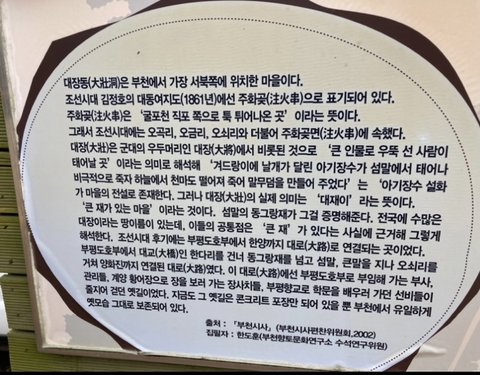 대장동(大壯洞)은 부천에서 가장 서북쪽에 위치한 마을이다.
조선시대 김정호의 대동여지도(1861년)에선 주화곶(注火串)으로 표기되어 있다.
주화곶(注火串)은 '굴포천 직포 쪽으로 툭 튀어나온 곳' 이라는 뜻이다.
그래서 조선시대에는 오곡리, 오금리, 오쇠리와 더불어 주화곶면(注火串)에 속했다.
대장(大壯)은 군대의 우두머리인 대장(大將)에서 비롯된 것으로 '큰 인물로 우뚝 선 사람이
태어날 곳' 이라는 의미로 해석해 '겨드랑이에 날개가 달린 아기장수가 섬말에서 태어나
비극적으로 죽자 하늘에서 천마도 떨어져 죽어 말무덤을 만들어 주었다' 는 '아기장수 설화
가 마을의 전설로 존재한다. 그러나 대장(大壯)의 실제 의미는 '대재이' 라는 뜻이다.
'큰 재가 있는 마을' 이라는 것이다. 섬말의 동그랑재가 그걸 증명해준다. 전국에 수많은
대장이라는 땅이름이 있는데, 이들의 공통점은 '큰 재' 가 있다는 사실에 근거해 그렇게
해석한다. 조선시대 후기에는 부평도호부에서 한양까지 대로(大路)로 연결되는 곳이었다.
부평도호부에서 대교(大橋)인 한다리를 건너 동그랑재를 넘고 섬말, 큰말을 지나 오쇠리를
거쳐 양화진까지 연결된 대로(大路)였다. 이 대로(大路)에선 부평도호부로 부임해 가는 부사,
관리들, 계양 황어장으로 장을 보러 가는 장사치들, 부평향교로 학문을 배우러 가던 선비들이
줄지어 걷던 옛길이었다. 지금도 그 옛길은 콘크리트 포장만 되어 있을 뿐 부천에서 유일하게
옛모습 그대로 보존되어 있다.
출처 : 『부천시사』(부천시사편찬위원회,2002)
집필자 : 한도훈(부천향토문화연구소 수석연구위원)